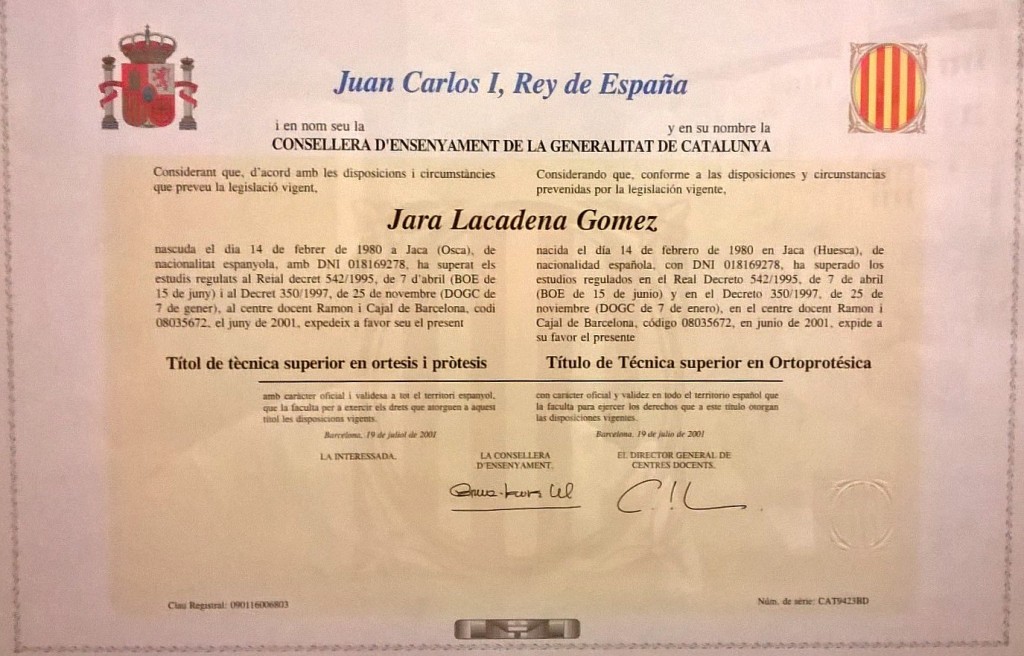 Juan Carlos I, Rey de España
i en nom seu la
y en su nombre la
CONSELLERA D'ENSENYAMENT DE LA GENERALITAT DE CATALUNYA
Considerant que, d'acord amb les disposicions i circumstàncies
que preveu la legislació vigent,
Considerando que, conforme a las disposiciones y circunstancias
prevenidas por la legislación vigente,
Jara Lacadena Gomez
nascuda el dia 14 de febrer de 1980 a Jaca (Osca), de
nacionalitat espanyola, amb DNI 018169278, ha superat els
estudis regulats al Reial decret 542/1995, de 7 d'abril (BOE de
15 de juny) i al Decret 350/1997, de 25 de novembre (DOGC de
7 de gener), al centre docent Ramon i Cajal de Barcelona, codi
08035672, el juny de 2001, expedeix a favor seu el present
nacida el día 14 de febrero de 1980 en Jaca (Huesca), de
nacionalidad española, con DNI 018169278, ha superado los
estudios regulados en el Real Decreto 542/1995, de 7 de abril
(BOE de 15 de junio) y en el Decreto 350/1997, de 25 de
noviembre (DOGC de 7 de enero), en el centro docente Ramon i
Cajal de Barcelona, código 08035672, en junio de 2001, expide a
su favor el presente
Títol de tècnica superior en ortesis i pròtesis
Título de Técnica superior en Ortoprotésica
amb caràcter oficial i validesa a tot el territori espanyol,
que la faculta per a exercir els drets que atorguen a aquest
títol les disposicions vigents.
con carácter oficial y validez en todo el territorio español que
la faculta para ejercer los derechos que a este título otorgan
las disposiciones vigentes.
Barcelona, 19 de juliol de 2001
Barcelona, 19 de julio de 2001
LA INTERESSADA,
LA CONSELLERA
D'ENSENYAMENT,
EL DIRECTOR GENERAL DE
CENTRES DOCENTS,
Clau Registral: 090116006803
Núm. de sèrie: CAT9423BD